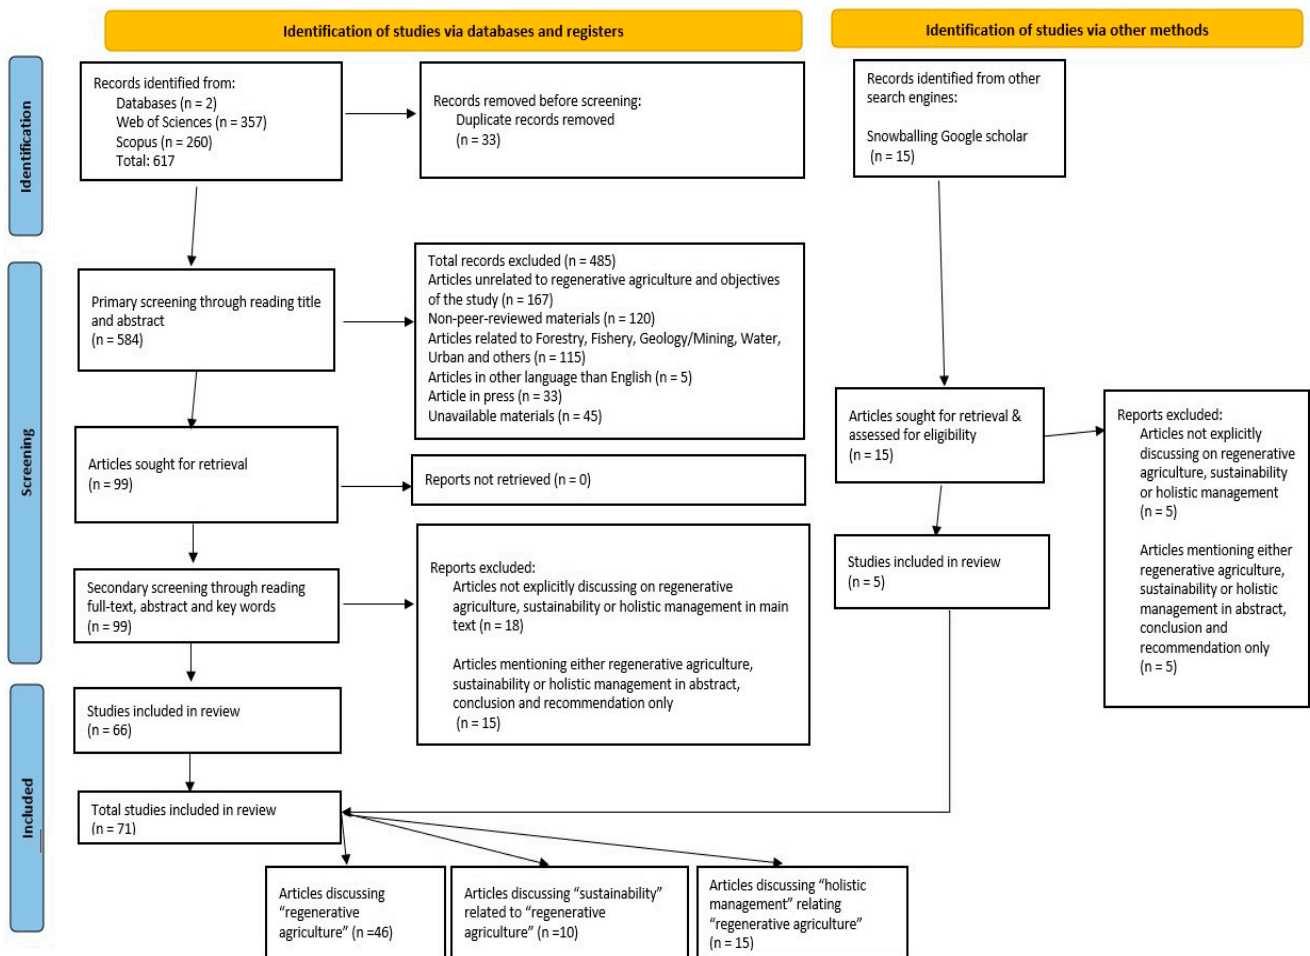 Identification of studies via databases and registers
Identification of studies via other methods
Identification
Records identified from:
Databases (n = 2)
Web of Sciences (n = 357)
Scopus (n = 260)
Total: 617
Records removed before screening:
Duplicate records removed
(n = 33)
Records identified from other
search engines:
Snowballing Google scholar
(n = 15)
Screening
Primary screening through reading title
and abstract
(n = 584)
Total records excluded (n = 485)
Articles unrelated to regenerative agriculture and objectives
of the study (n = 167)
Non-peer-reviewed materials (n = 120)
Articles related to Forestry, Fishery, Geology/Mining, Water,
Urban and others (n = 115)
Articles in other language than English (n = 5)
Article in press (n = 33)
Unavailable materials (n = 45)
Articles sought for retrieval
(n = 99)
Reports not retrieved (n = 0)
Articles sought for retrieval &
assessed for eligibility
(n = 15)
Reports excluded:
Articles not explicitly
discussing on regenerative
agriculture, sustainability
or holistic management
(n = 5)
Articles mentioning either
regenerative agriculture,
sustainability or holistic
management in abstract,
conclusion and
recommendation only
(n = 5)
Secondary screening through reading
full-text, abstract and key words
(n = 99)
Reports excluded:
Articles not explicitly discussing on regenerative
agriculture, sustainability or holistic management in main
text (n = 18)
Articles mentioning either regenerative agriculture,
sustainability or holistic management in abstract,
conclusion and recommendation only
(n = 15)
Studies included in review
(n = 5)
Included
Studies included in review
(n = 66)
Total studies included in review
(n = 71)
Articles discussing
"regenerative
agriculture" (n =46)
Articles discussing "sustainability"
related to "regenerative
agriculture" (n =10)
Articles discussing "holistic
management" relating
"regenerative agriculture"
(n = 15)